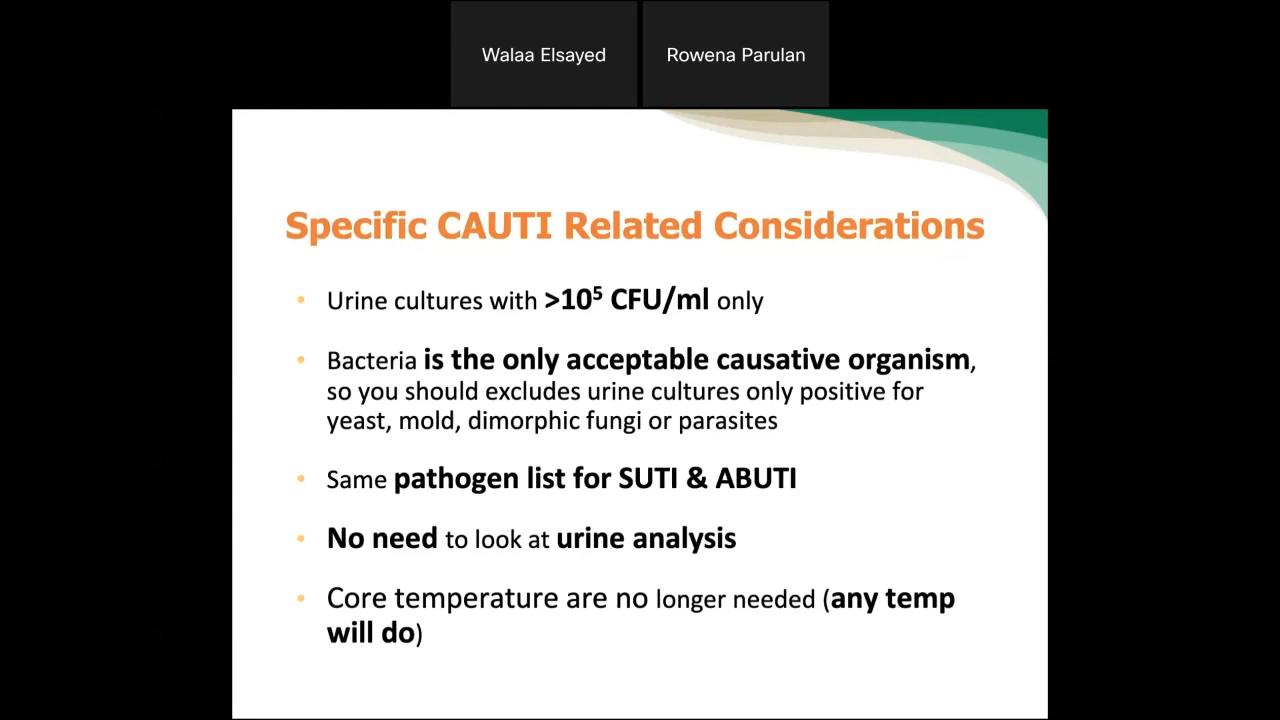 Walaa Elsayed
Rowena Parulan
Specific CAUTI Related Considerations
• Urine cultures with >10⁵ CFU/ml only
• Bacteria is the only acceptable causative organism,
so you should excludes urine cultures only positive for
yeast, mold, dimorphic fungi or parasites
• Same pathogen list for SUTI & ABUTI
• No need to look at urine analysis
• Core temperature are no longer needed (any temp
will do)